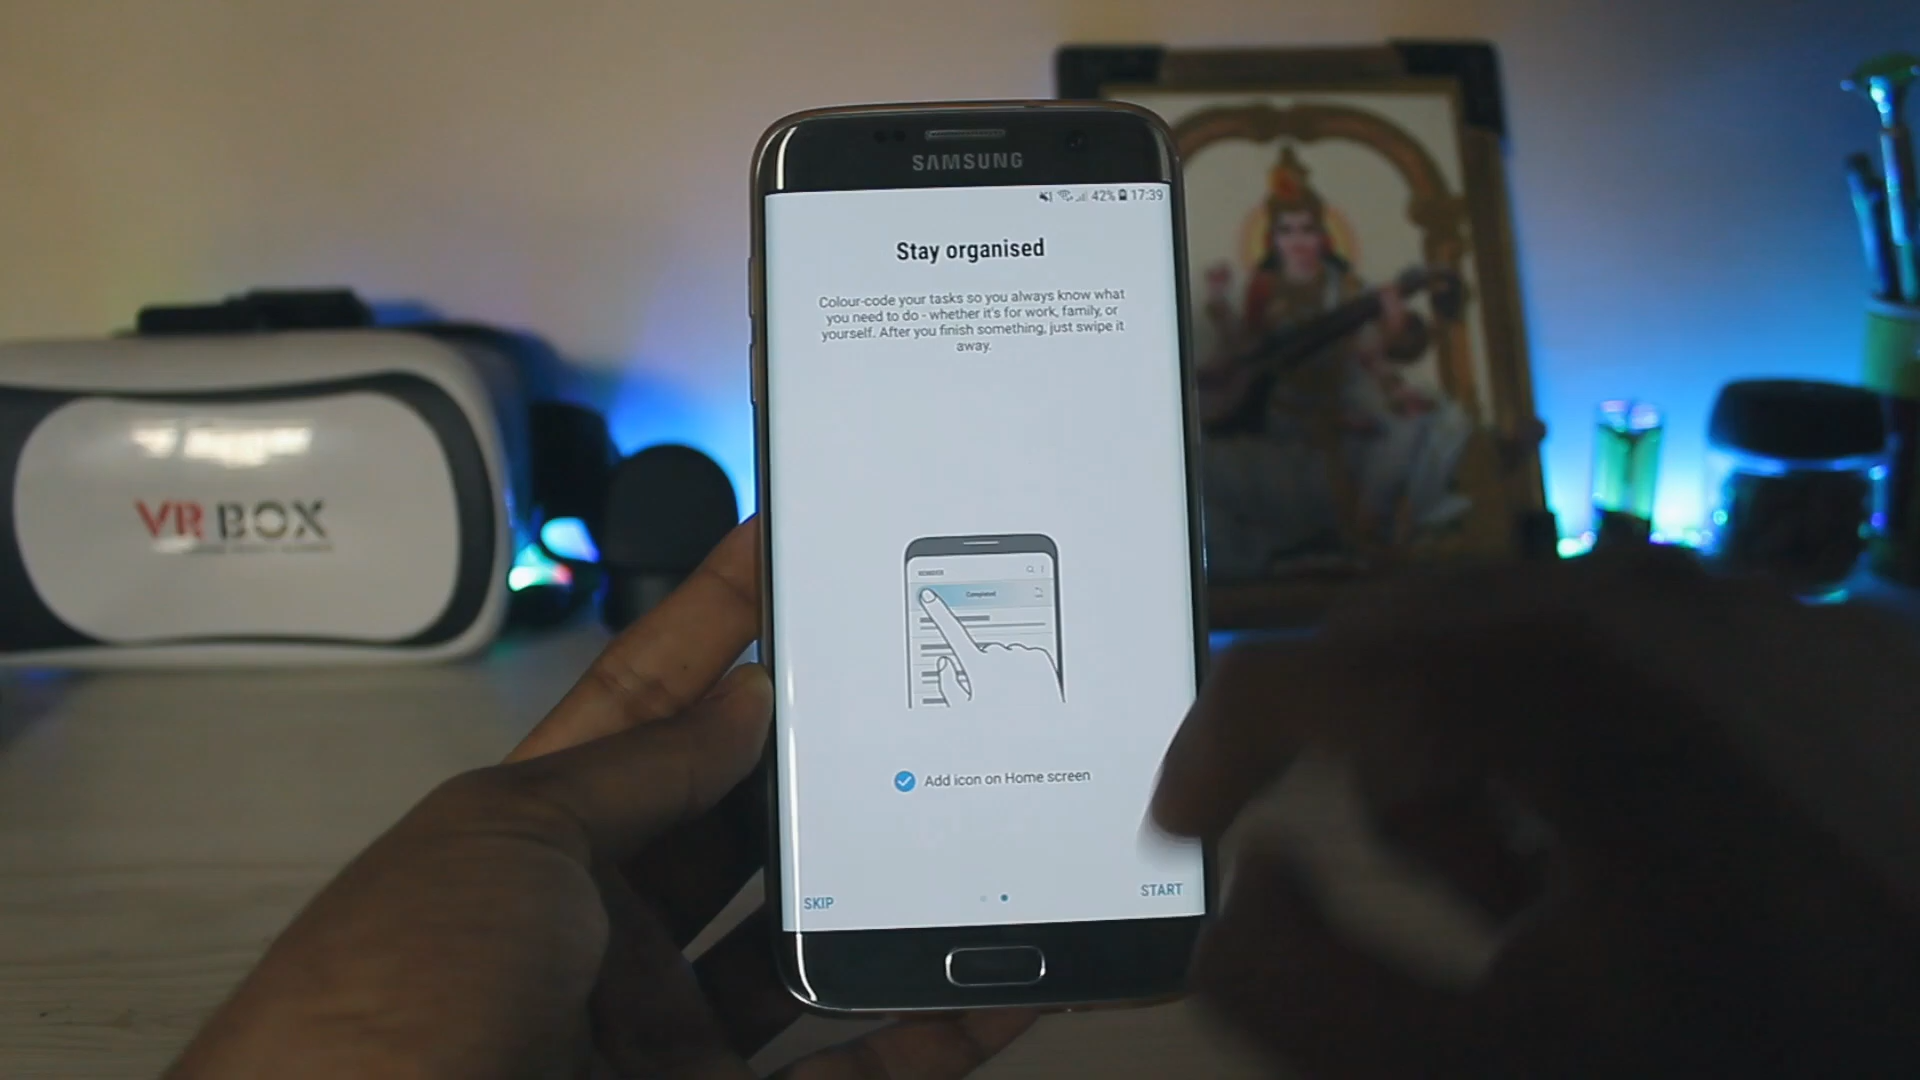 SAMSUNG
42% 17:39
Stay organised
Colour-code your tasks so you always know what
you need to do - whether it's for work, family, or
yourself. After you finish something, just swipe it
away.
REMINDER
Completed
Add icon on Home screen
SKIP
START
VR BOX